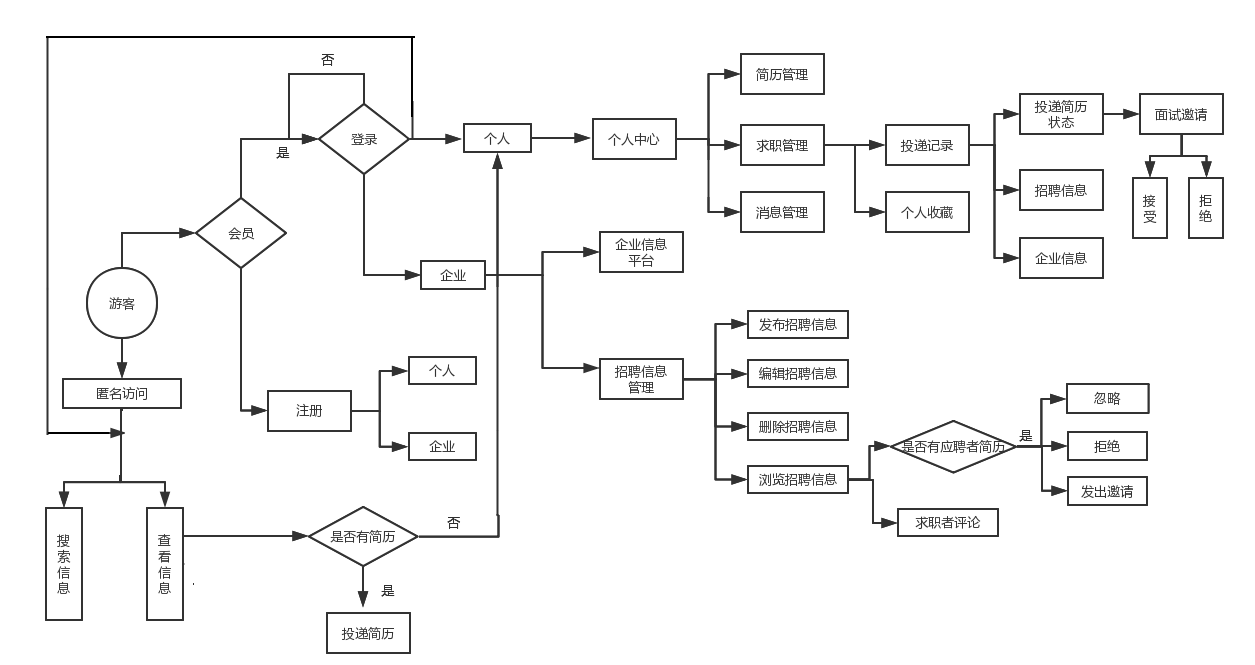 否
登录
是
会员
游客
匿名访问
注册
个人
企业
搜
索
信
息
查
看
信
息
是否有简历
否
是
投递简历
个人
个人中心
简历管理
求职管理
消息管理
投递记录
个人收藏
投递简历
状态
招聘信息
企业信息
面试邀请
接
受
拒
绝
企业
企业信息
平台
招聘信息
管理
发布招聘信息
编辑招聘信息
删除招聘信息
浏览招聘信息
是否有应聘者简历
是
求职者评论
忽略
拒绝
发出邀请